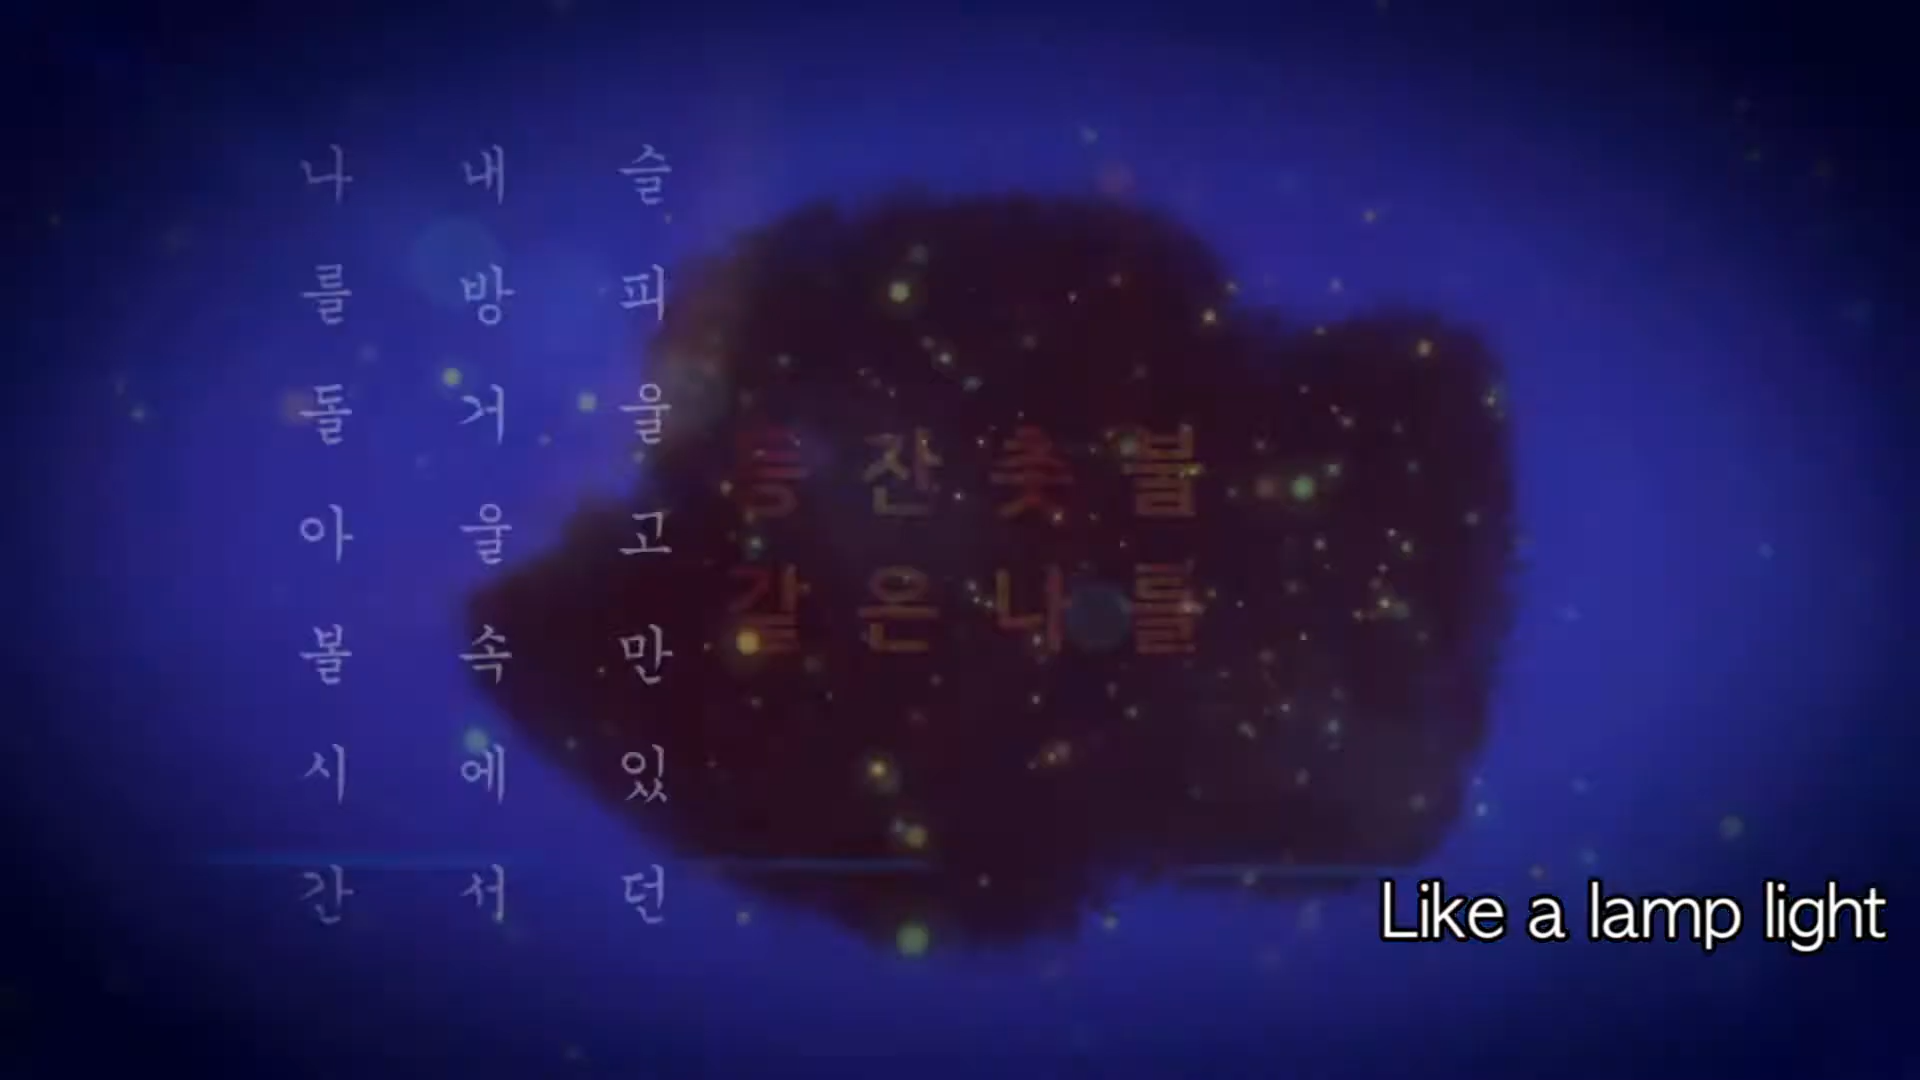 슬피울고만있던
내방거울속에서
나를돌아볼시간
등잔촛불
같은나를
Like a lamp light